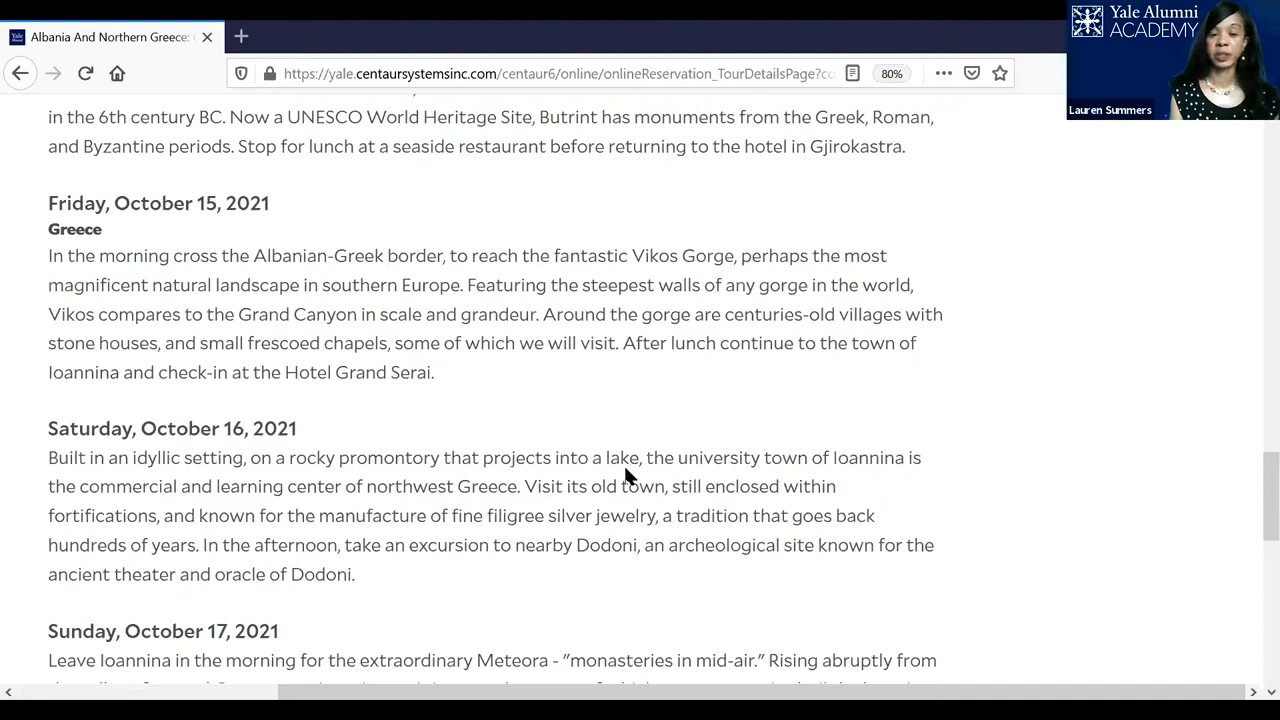 Albania And Northern Greece:
https://yale.centaursystemsinc.com/centaur6/online/onlineReservation_TourDetailsPage?cc
80%
Yale Alumni
ACADEMY
Lauren Summers
in the 6th century BC. Now a UNESCO World Heritage Site, Butrint has monuments from the Greek, Roman,
and Byzantine periods. Stop for lunch at a seaside restaurant before returning to the hotel in Gjirokastra.
Friday, October 15, 2021
Greece
In the morning cross the Albanian-Greek border, to reach the fantastic Vikos Gorge, perhaps the most
magnificent natural landscape in southern Europe. Featuring the steepest walls of any gorge in the world,
Vikos compares to the Grand Canyon in scale and grandeur. Around the gorge are centuries-old villages with
stone houses, and small frescoed chapels, some of which we will visit. After lunch continue to the town of
Ioannina and check-in at the Hotel Grand Serai.
Saturday, October 16, 2021
Built in an idyllic setting, on a rocky promontory that projects into a lake, the university town of Ioannina is
the commercial and learning center of northwest Greece. Visit its old town, still enclosed within
fortifications, and known for the manufacture of fine filigree silver jewelry, a tradition that goes back
hundreds of years. In the afternoon, take an excursion to nearby Dodoni, an archeological site known for the
ancient theater and oracle of Dodoni.
Sunday, October 17, 2021
Leave Ioannina in the morning for the extraordinary Meteora - "monasteries in mid-air." Rising abruptly from